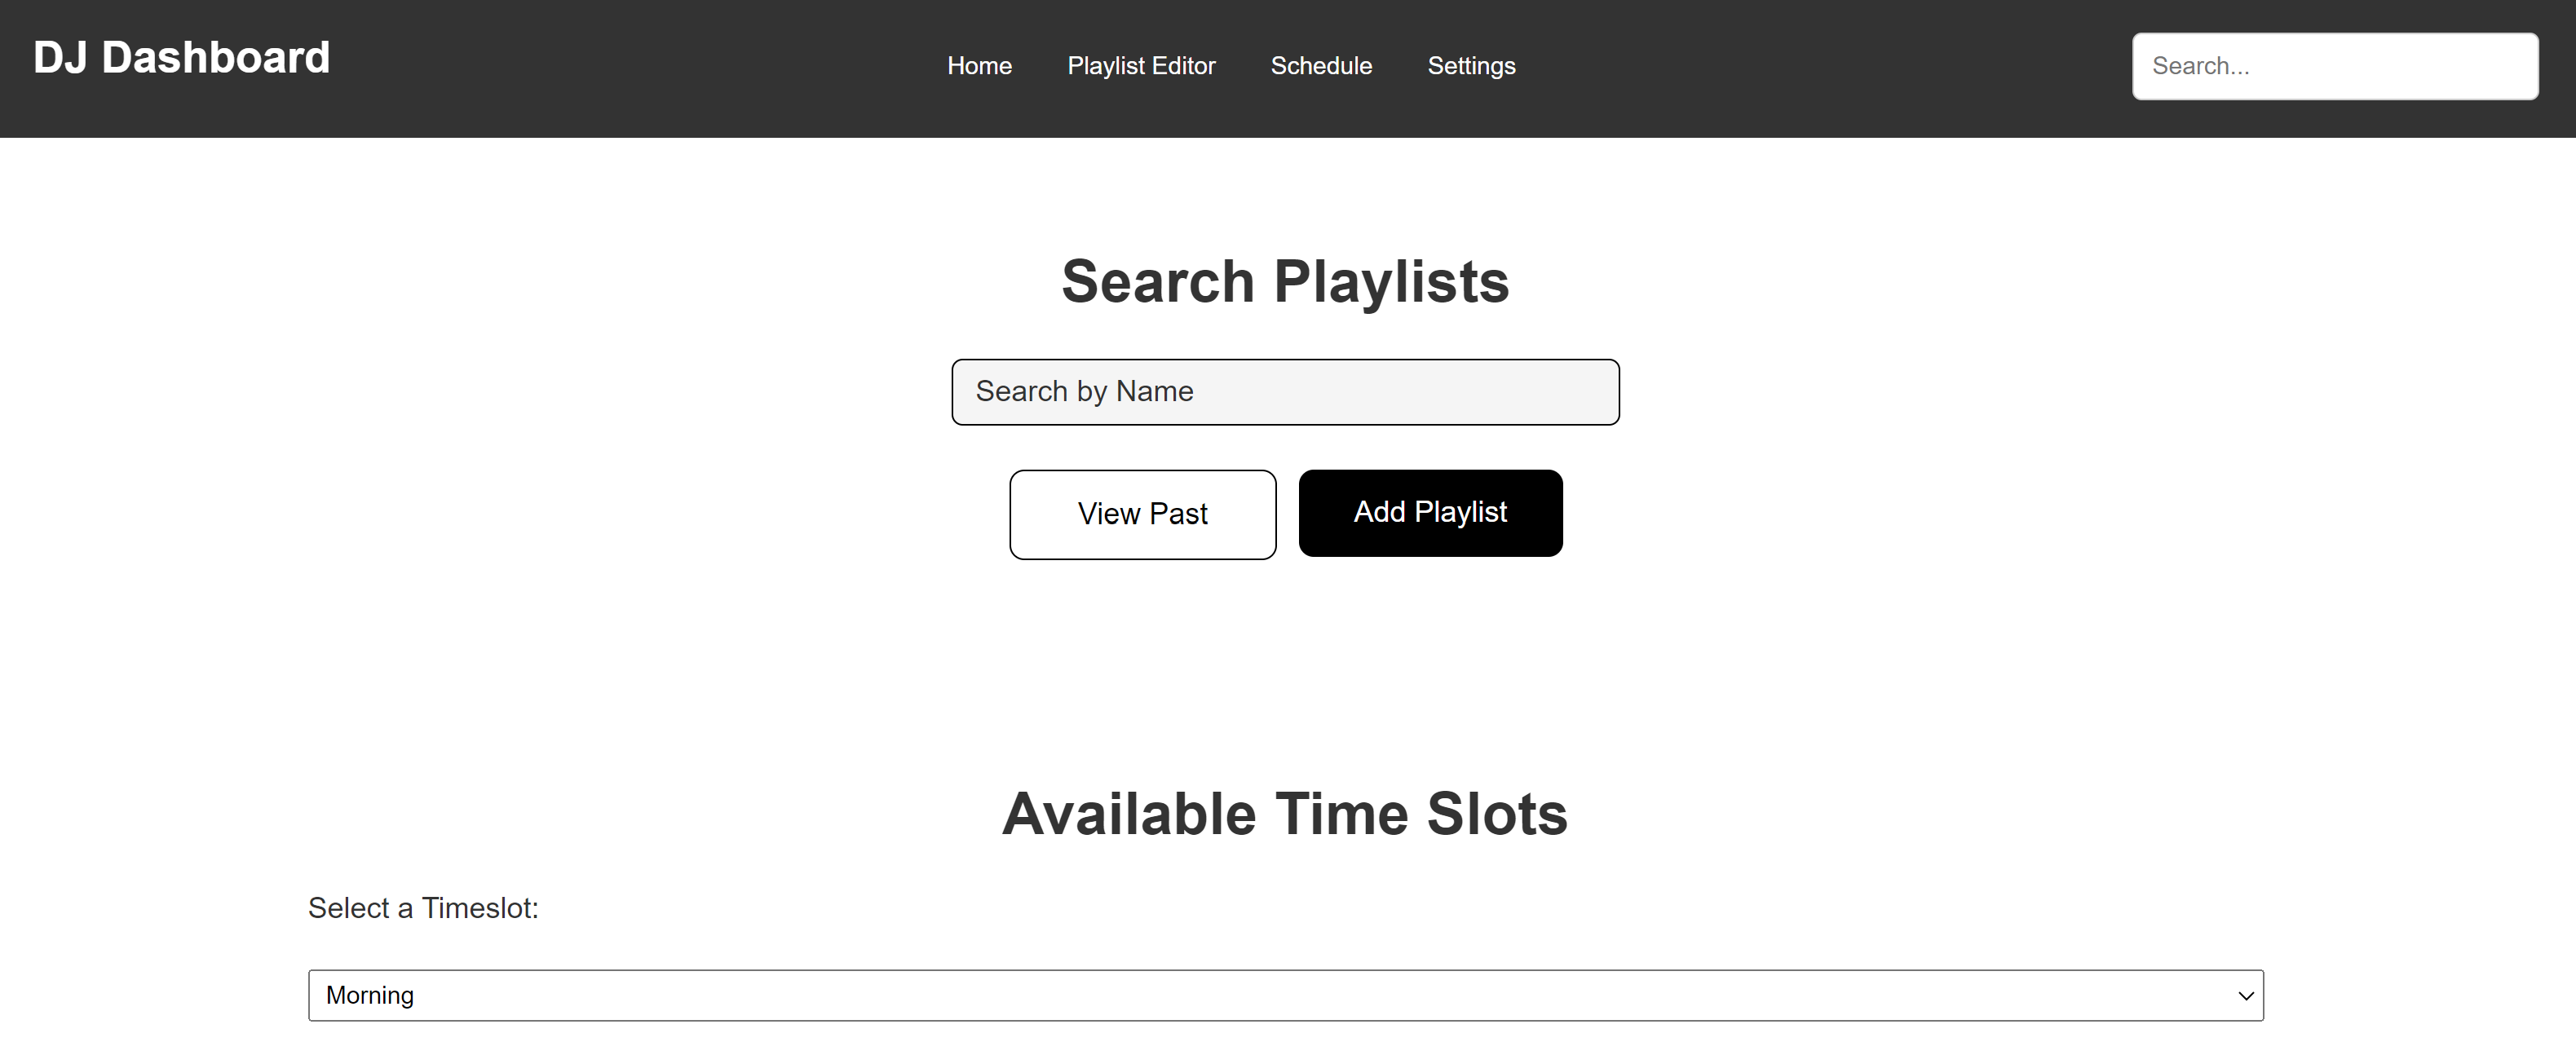 DJ Dashboard
Home Playlist Editor Schedule Settings
Search...
Search Playlists
Search by Name
View Past Add Playlist
Available Time Slots
Select a Timeslot:
Morning